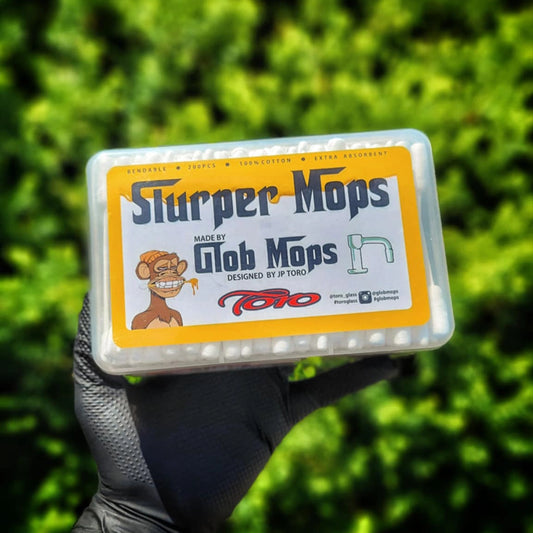 BENDABLE • 200PCS • 100% COTTON • EXTRA ABSORBENT
Slurper Mops
MADE BY
Glob Mops
DESIGNED BY JP TORO
TORO
@toro_glass @globmops
#toroglass #globmops